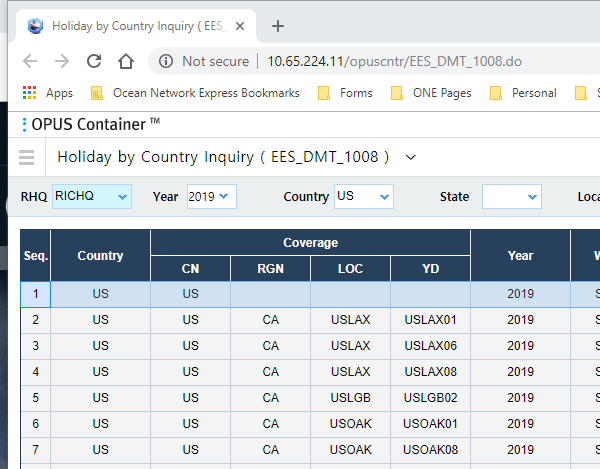 Holiday by Country Inquiry ( EES_
Not secure | 10.65.224.11/opuscntr/EES_DMT_1008.do
Apps Ocean Network Express Bookmarks Forms ONE Pages Personal S
OPUS Container ™
Holiday by Country Inquiry ( EES_DMT_1008 )
RHQ RICHQ Year 2019 Country US State Loca
Seq. Country Coverage Year W
CN RGN LOC YD
1 US US 2019 S
2 US US CA USLAX USLAX01 2019 S
3 US US CA USLAX USLAX06 2019 S
4 US US CA USLAX USLAX08 2019 S
5 US US CA USLGB USLGB02 2019 S
6 US US CA USOAK USOAK01 2019 S
7 US US CA USOAK USOAK08 2019 S